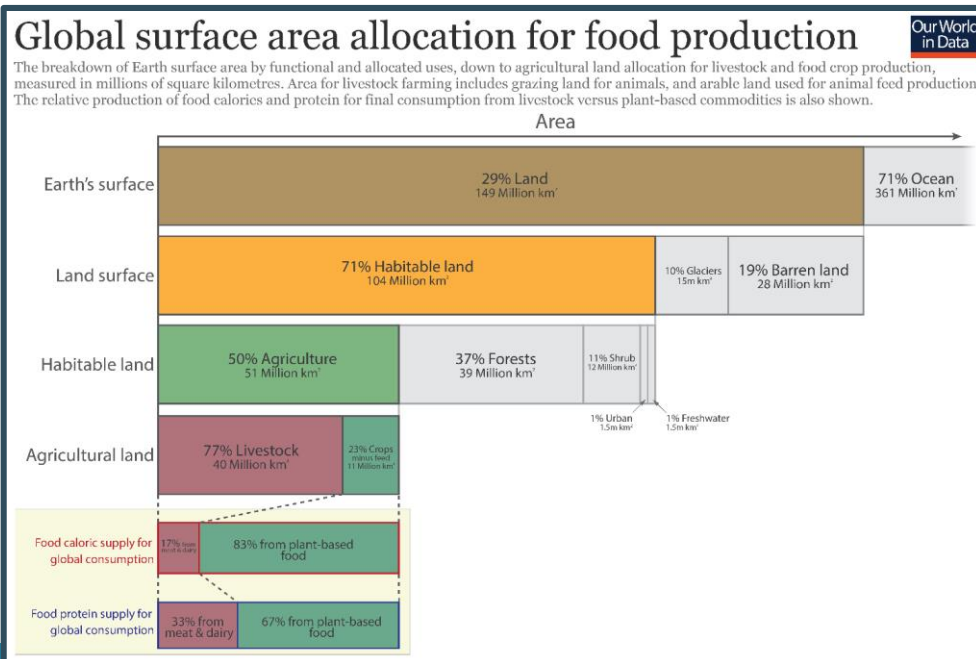 Global surface area allocation for food production
Our World
in Data
The breakdown of Earth surface area by functional and allocated uses, down to agricultural land allocation for livestock and food crop production,
measured in millions of square kilometres. Area for livestock farming includes grazing land for animals, and arable land used for animal feed production
The relative production of food calories and protein for final consumption from livestock versus plant-based commodities is also shown.
Area
Earth's surface
29% Land
149 Million km²
71% Ocean
361 Million km²
Land surface
71% Habitable land
104 Million km²
10% Glaciers
15m km²
19% Barren land
28 Million km²
Habitable land
50% Agriculture
51 Million km²
37% Forests
39 Million km²
11% Shrub
12 Million km²
1% Urban
1.5m km²
1% Freshwater
1.5m km²
Agricultural land
77% Livestock
40 Million km²
23% Crops
minus feed
11 Million km²
Food caloric supply for
global consumption
17% from
meat & dairy
83% from plant-based
food
Food protein supply for
global consumption
33% from
meat & dairy
67% from plant-based
food